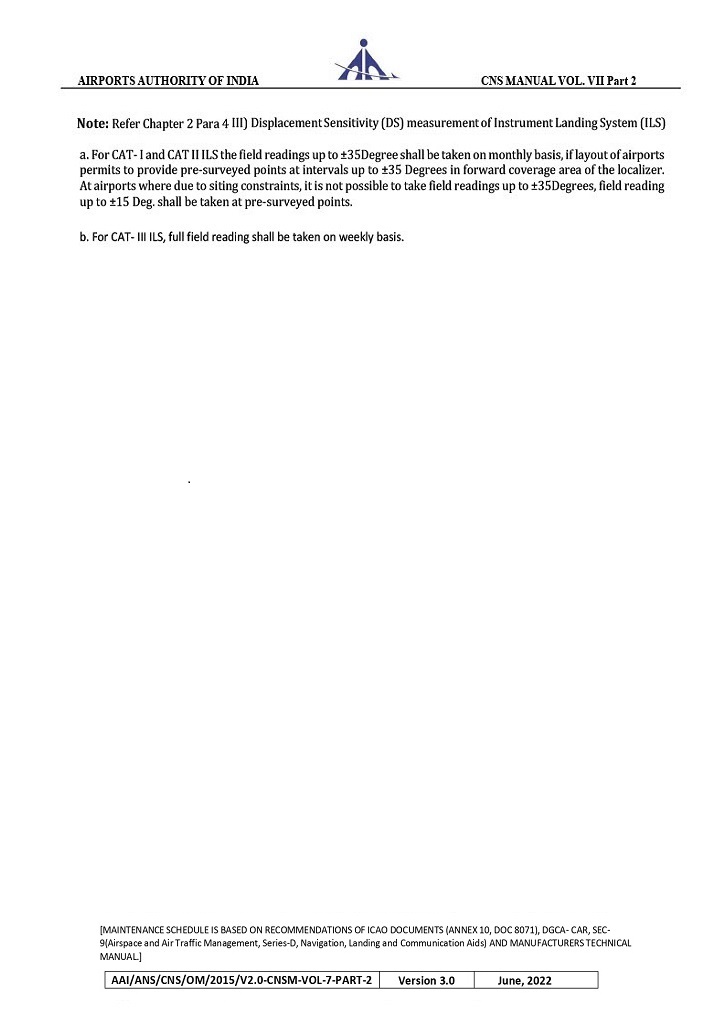 AIRPORTS AUTHORITY OF INDIA CNS MANUAL VOL. VII Part 2
Note: Refer Chapter 2 Para 4 III) Displacement Sensitivity (DS) measurement of Instrument Landing System (ILS)
a. For CAT- I and CAT II ILS the field readings up to ±35Degree shall be taken on monthly basis, if layout of airports
permits to provide pre-surveyed points at intervals up to ±35 Degrees in forward coverage area of the localizer.
At airports where due to siting constraints, it is not possible to take field readings up to ±35Degrees, field reading
up to ±15 Deg. shall be taken at pre-surveyed points.
b. For CAT- III ILS, full field reading shall be taken on weekly basis.
[MAINTENANCE SCHEDULE IS BASED ON RECOMMENDATIONS OF ICAO DOCUMENTS (ANNEX 10, DOC 8071), DGCA- CAR, SEC-
9(Airspace and Air Traffic Management, Series-D, Navigation, Landing and Communication Aids) AND MANUFACTURERS TECHNICAL
MANUAL.]
AAI/ANS/CNS/OM/2015/V2.0-CNSM-VOL-7-PART-2 Version 3.0 June, 2022